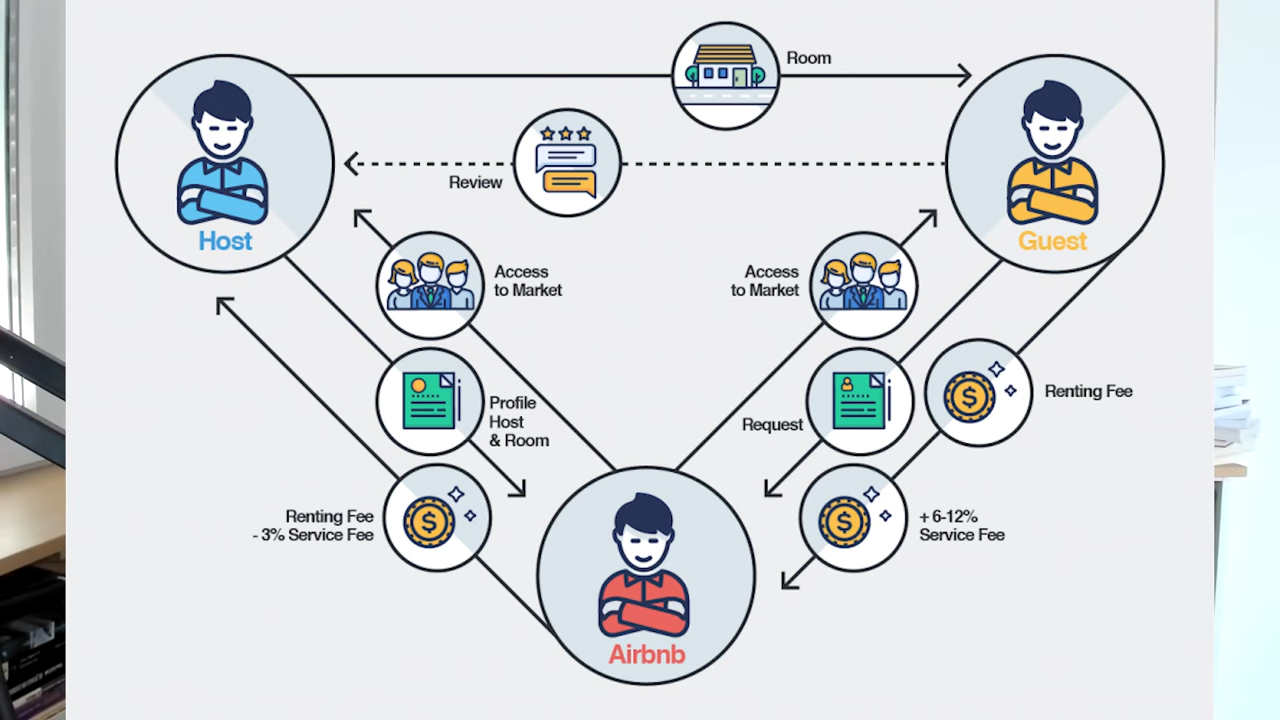 Room
Review
Host
Guest
Access
to Market
Access
to Market
Profile
Host
& Room
Request
Renting Fee
Renting Fee
- 3% Service Fee
+ 6-12%
Service Fee
Airbnb